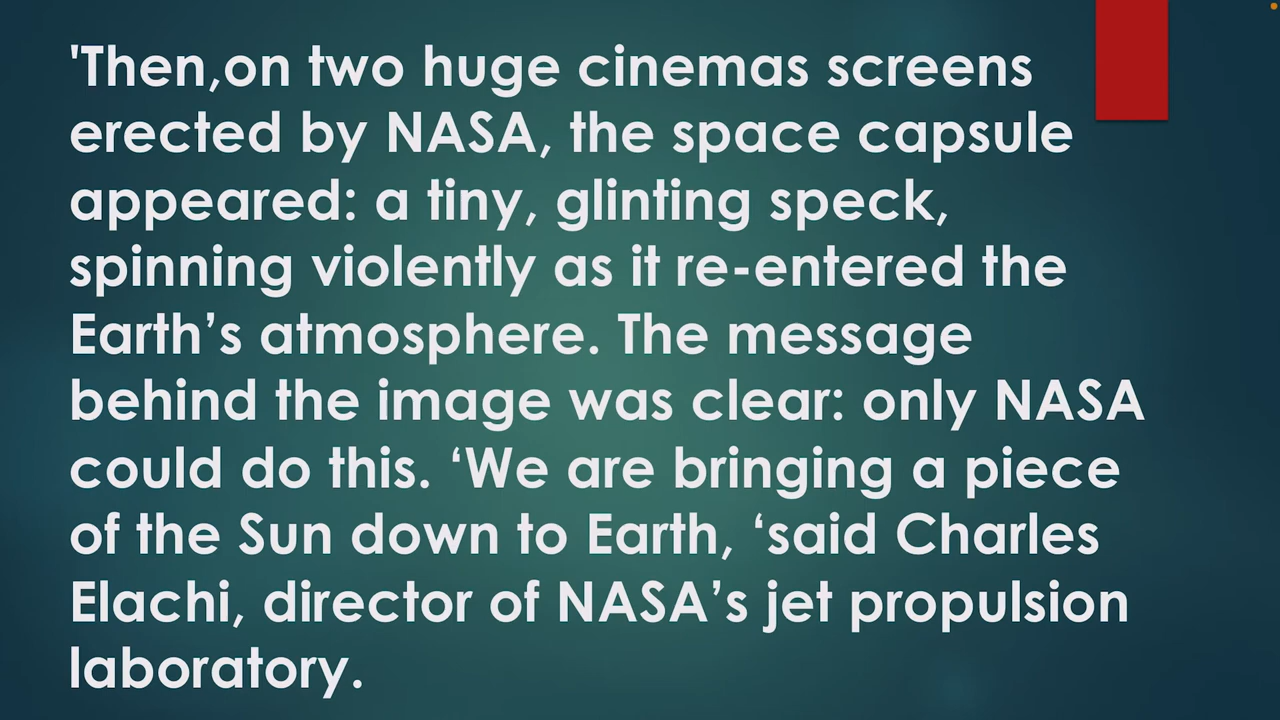 'Then,on two huge cinemas screens
erected by NASA, the space capsule
appeared: a tiny, glinting speck,
spinning violently as it re-entered the
Earth’s atmosphere. The message
behind the image was clear: only NASA
could do this. ‘We are bringing a piece
of the Sun down to Earth, ‘said Charles
Elachi, director of NASA’s jet propulsion
laboratory.